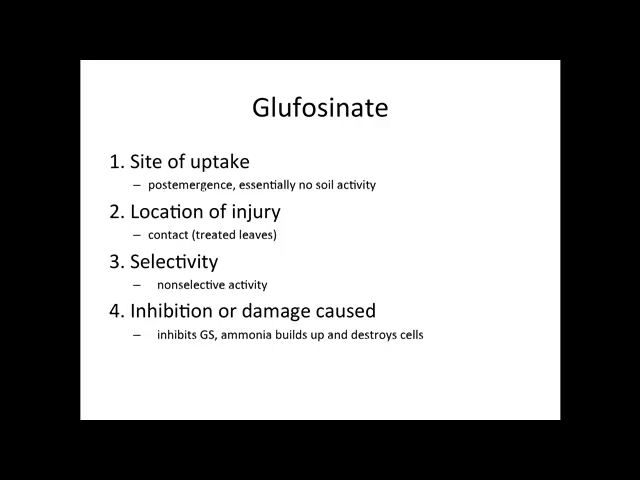 Glufosinate
1. Site of uptake
– postemergence, essentially no soil activity
2. Location of injury
– contact (treated leaves)
3. Selectivity
– nonselective activity
4. Inhibition or damage caused
– inhibits GS, ammonia builds up and destroys cells